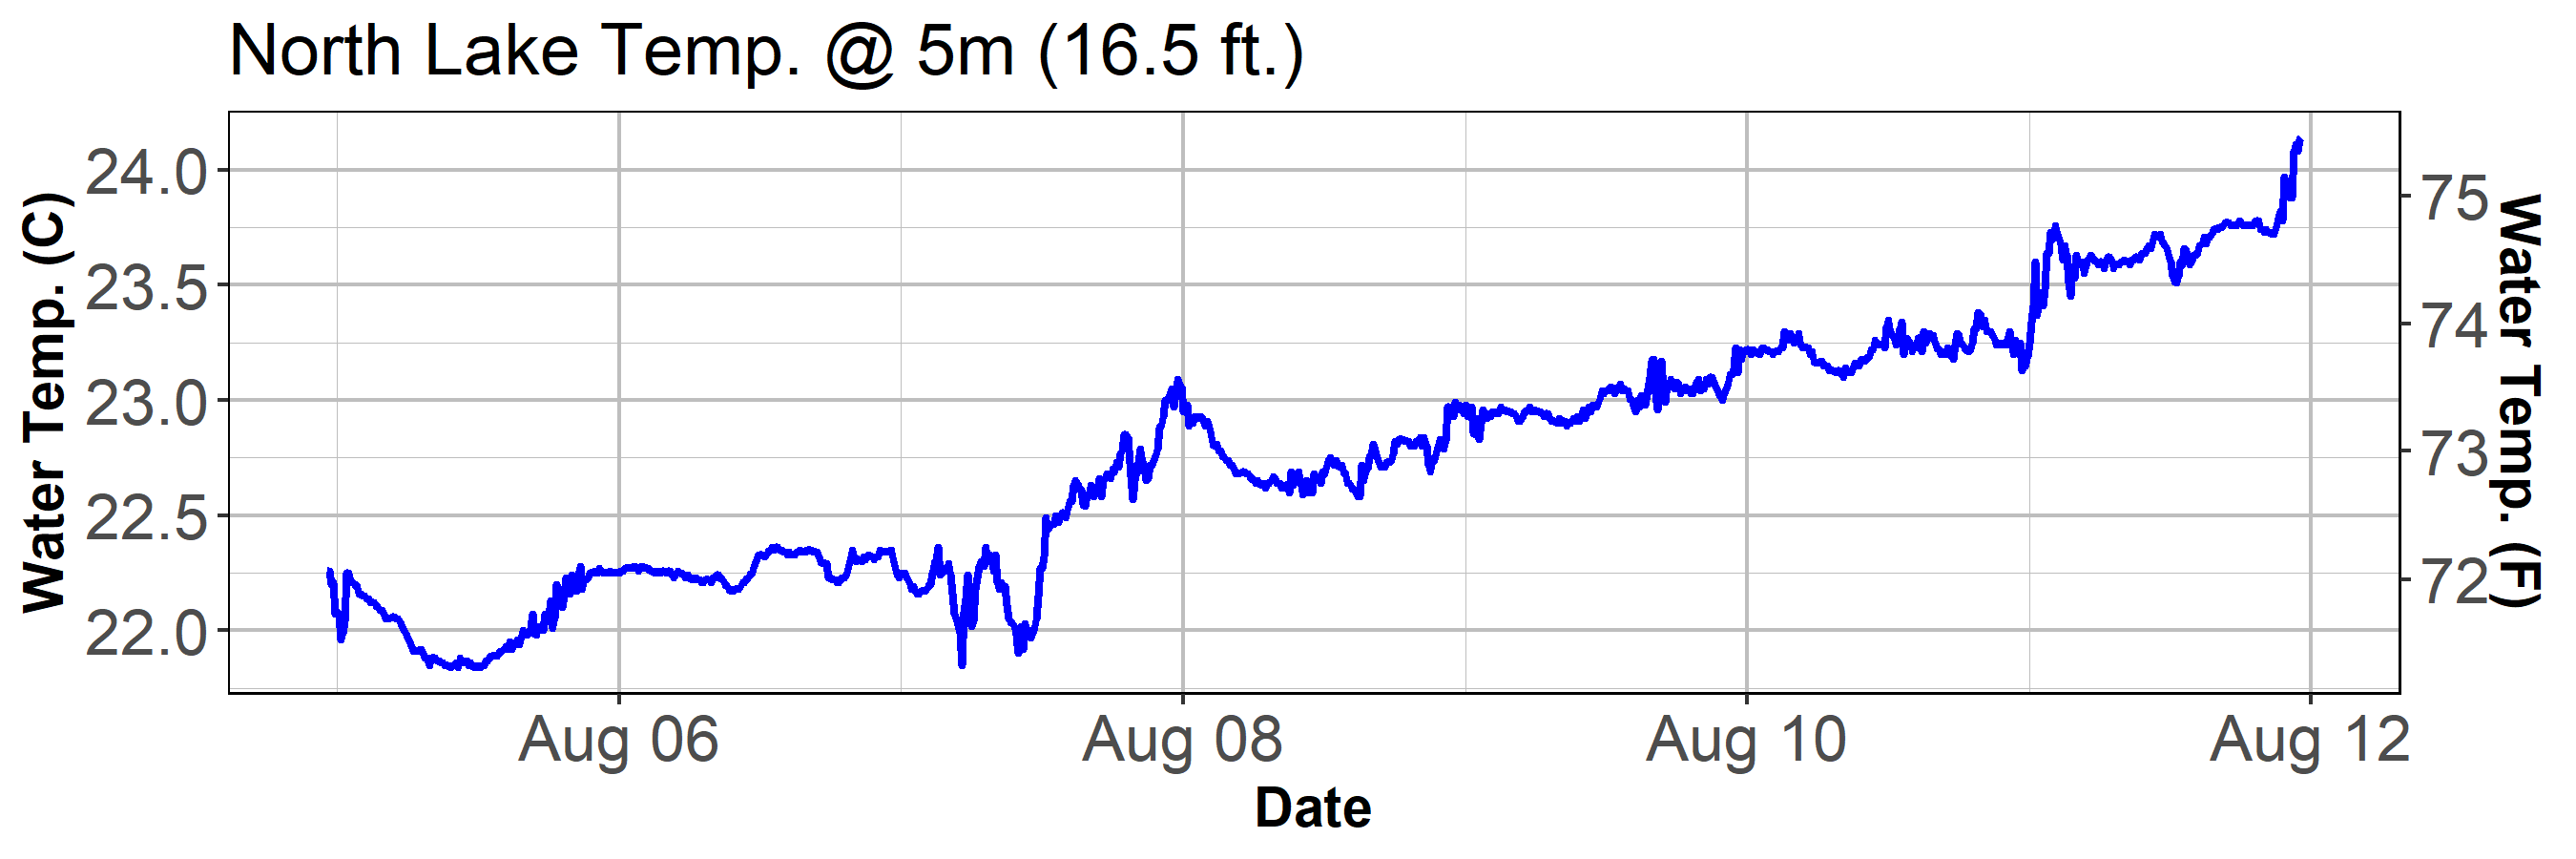 North Lake Temp. @ 5m (16.5 ft.)
Water Temp. (C)
24.0
23.5
23.0
22.5
22.0
75
74
73
72
Water Temp. (F)
Aug 06 Aug 08 Aug 10 Aug 12
Date